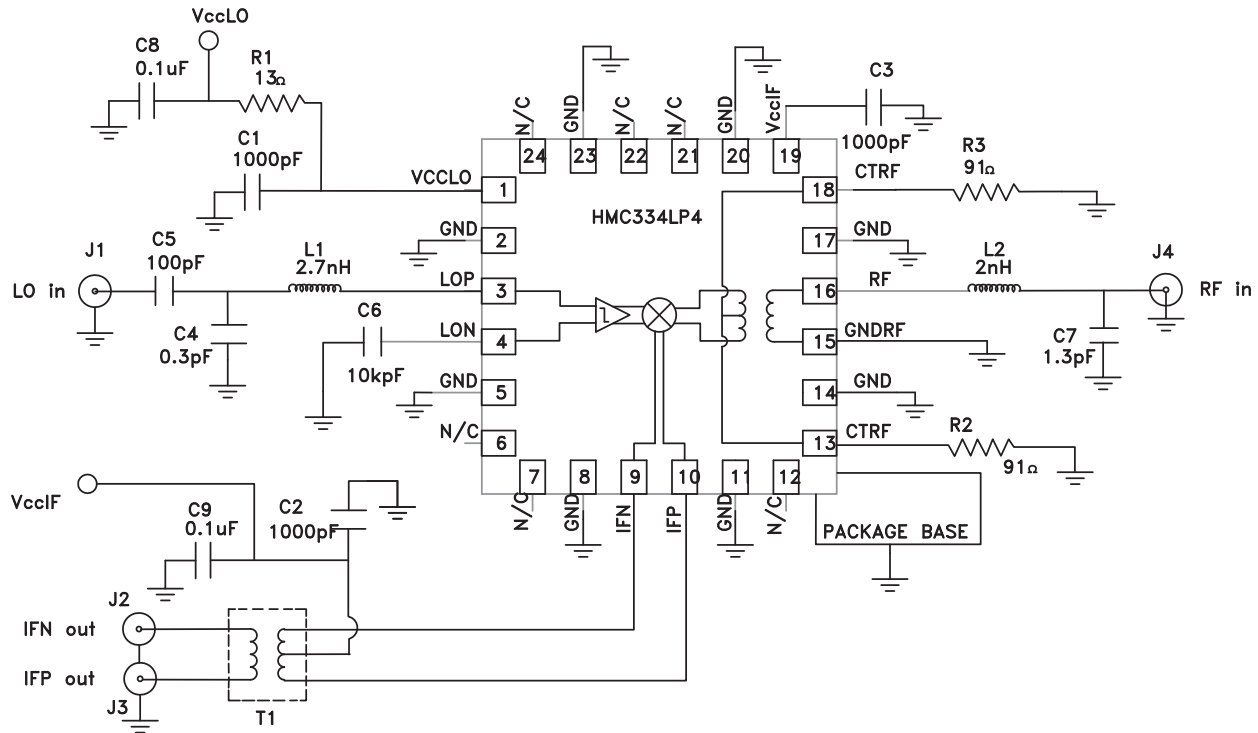 VccLO
C8
0.1uF
R1
13Ω
C1
1000pF
VCCLO
GND
J1
C5
100pF
L1
2.7nH
LO in
LOP
C4
0.3pF
C6
10kpF
LON
GND
N/C
1
2
3
4
5
6
N/C
24
GND
23
N/C
22
N/C
21
GND
20
VccIF
19
C3
1000pF
HMC334LP4
18
CTRF
R3
91Ω
17
GND
16
RF
L2
2nH
J4
RF in
15
GNDRF
C7
1.3pF
14
GND
13
CTRF
R2
91Ω
7
N/C
8
GND
9
IFN
10
IFP
11
GND
12
N/C
PACKAGE BASE
VccIF
C9
0.1uF
C2
1000pF
J2
IFN out
IFP out
J3
T1